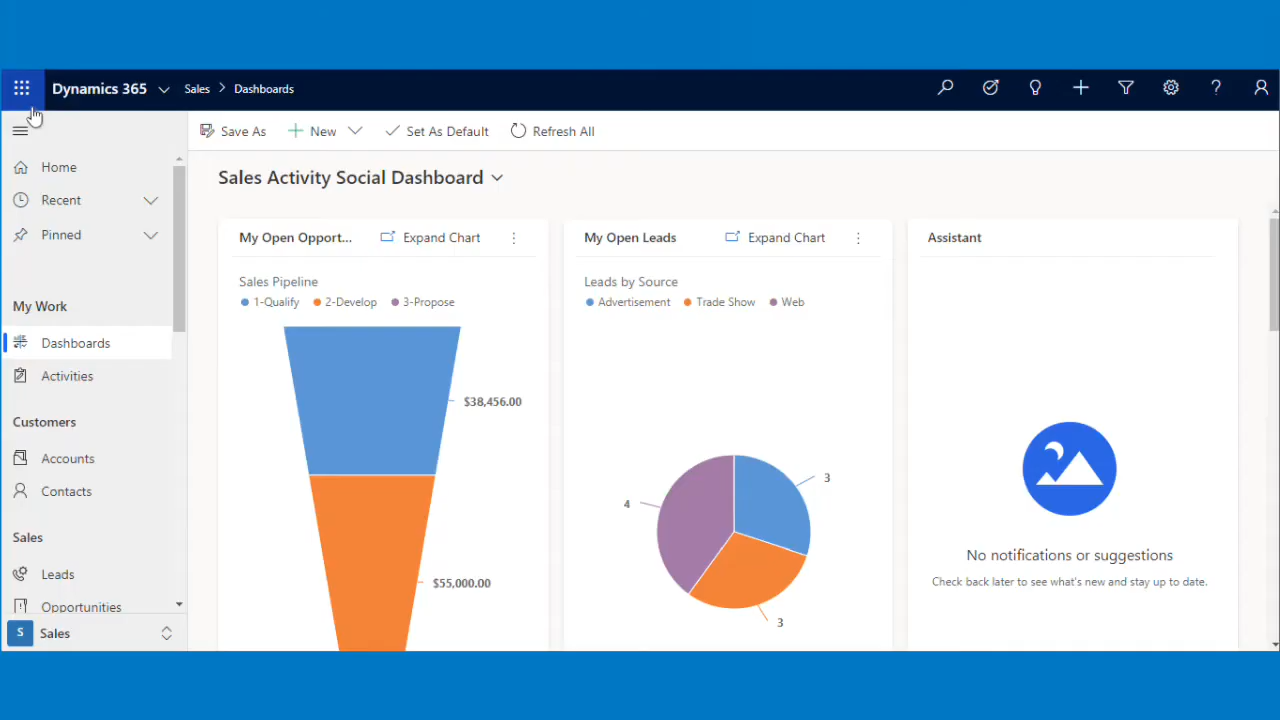 Dynamics 365 Sales > Dashboards
Save As New Set As Default Refresh All
Home
Recent
Pinned
My Work
Dashboards
Activities
Customers
Accounts
Contacts
Sales
Leads
Opportunities
S Sales
Sales Activity Social Dashboard
My Open Opport... Expand Chart
Sales Pipeline
1-Qualify 2-Develop 3-Propose
$38,456.00
$55,000.00
My Open Leads Expand Chart
Leads by Source
Advertisement Trade Show Web
3
4
3
Assistant
No notifications or suggestions
Check back later to see what's new and stay up to date.